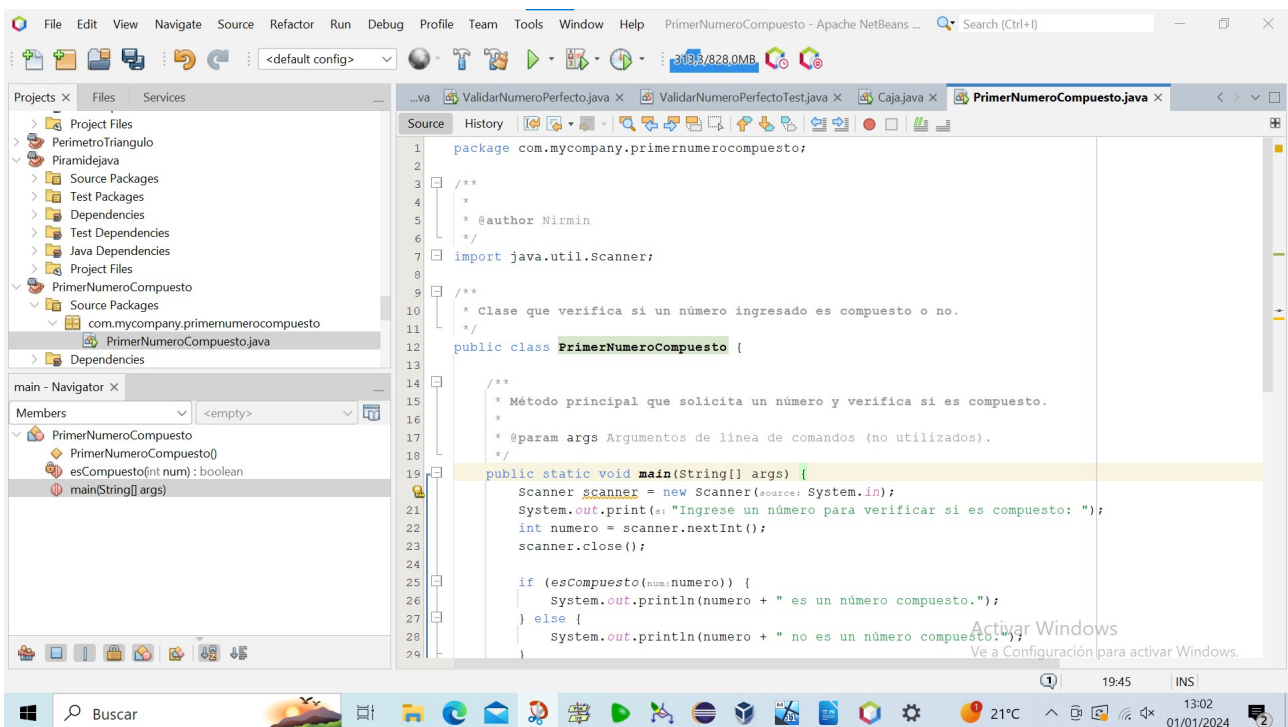 File Edit View Navigate Source Refactor Run Debug Profile Team Tools Window Help PrimerNumeroCompuesto - Apache NetBeans ... Search (Ctrl+I)
<default config> 313,3/828,0MB
Projects Files Services
Project Files
PerimetroTriangulo
Piramidejava
Source Packages
Test Packages
Dependencies
Test Dependencies
Java Dependencies
Project Files
PrimerNumeroCompuesto
Source Packages
com.mycompany.primernumerocompuesto
PrimerNumeroCompuesto.java
Dependencies
main - Navigator
Members <empty>
PrimerNumeroCompuesto
PrimerNumeroCompuesto()
esCompuesto(int num) : boolean
main(String[] args)
...va ValidarNumeroPerfecto.java ValidarNumeroPerfectoTest.java Caja.java PrimerNumeroCompuesto.java
Source History
1 package com.mycompany.primernumerocompuesto;
2
3 /**
4 *
5 * @author Nirmin
6 */
7 import java.util.Scanner;
8
9 /**
10 * Clase que verifica si un número ingresado es compuesto o no.
11 */
12 public class PrimerNumeroCompuesto {
13
14 /**
15 * Método principal que solicita un número y verifica si es compuesto.
16 *
17 * @param args Argumentos de línea de comandos (no utilizados).
18 */
19 public static void main(String[] args) {
Scanner scanner = new Scanner(source: System.in);
21 System.out.print(s: "Ingrese un número para verificar si es compuesto: ");
22 int numero = scanner.nextInt();
23 scanner.close();
24
25 if (esCompuesto(num:numero)) {
26 System.out.println(numero + " es un número compuesto.");
27 } else {
28 System.out.println(numero + " no es un número compuesto.");
29 }
Activar Windows
Ve a Configuración para activar Windows.
1 19:45 INS
Buscar
1 21°C 13:02
01/01/2024